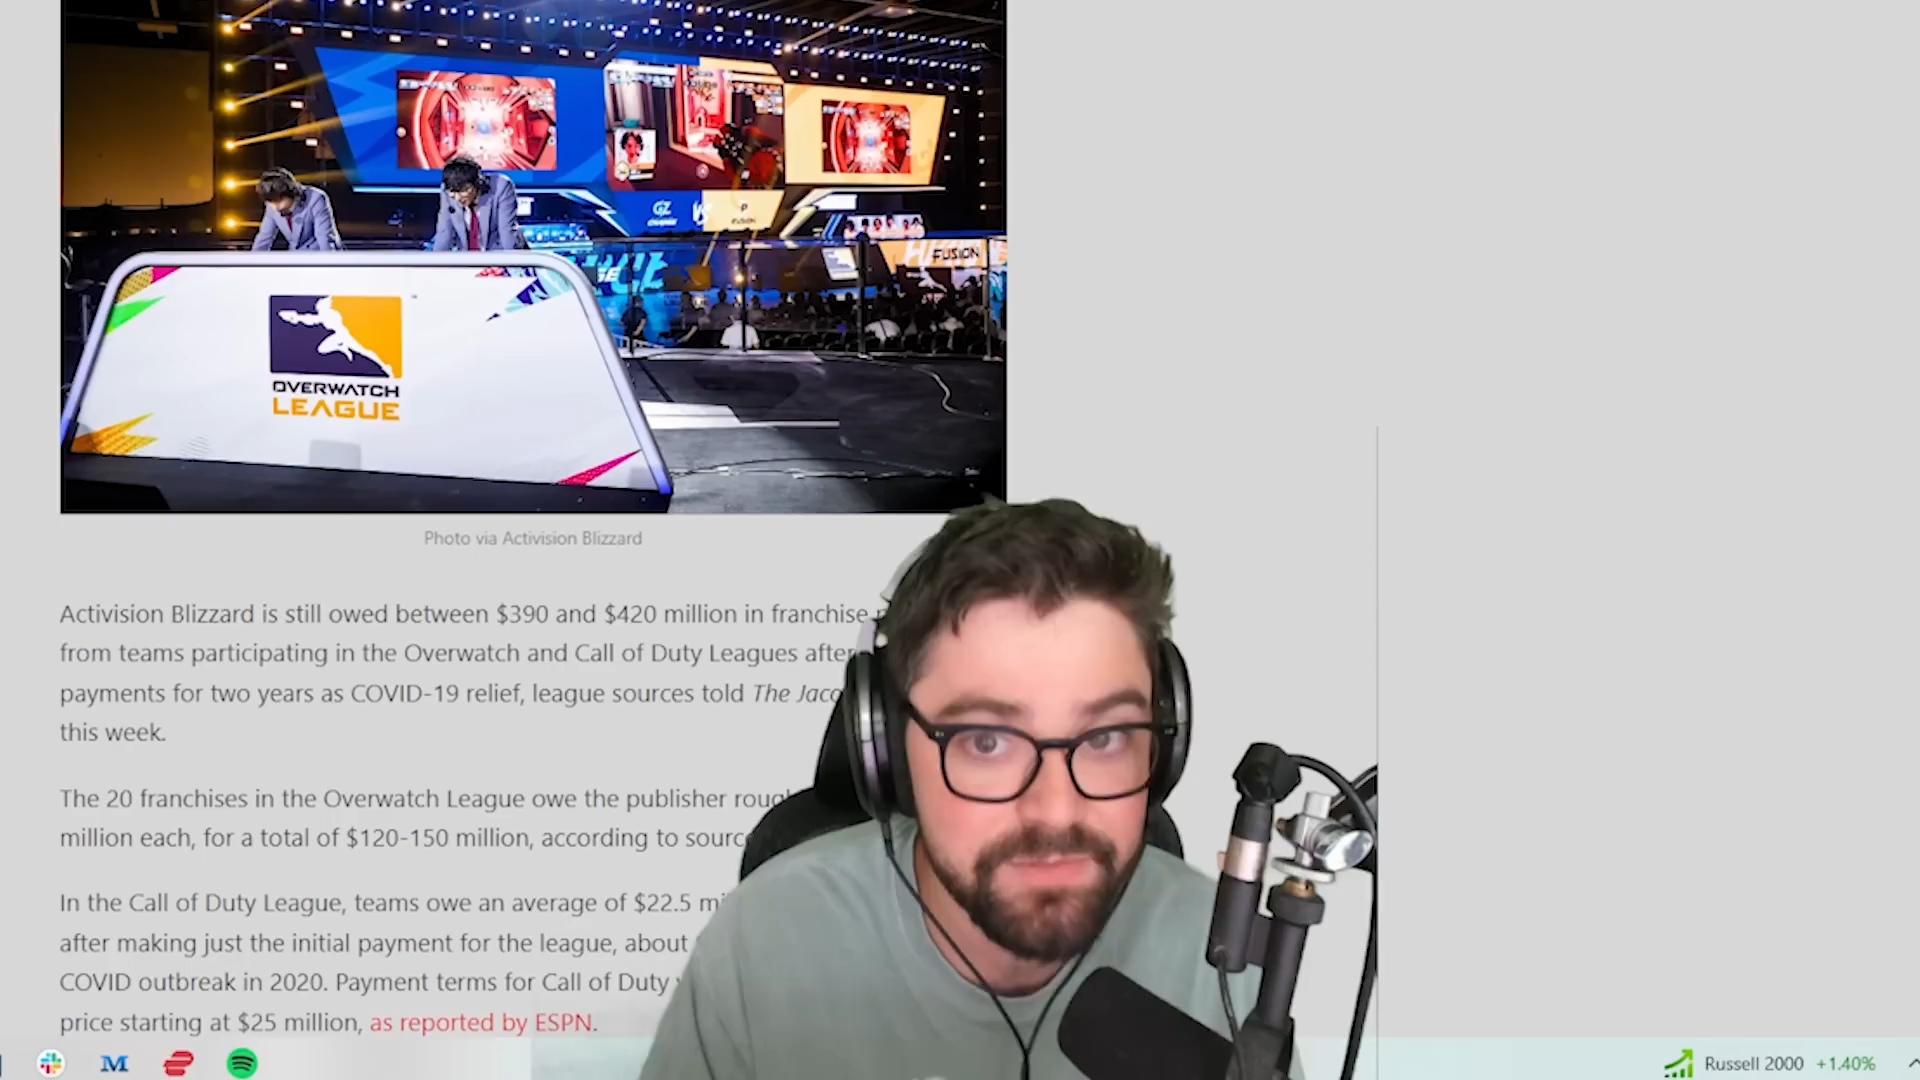 GZ
VS
FUSION
FUSION
OVERWATCH
LEAGUE
Photo via Activision Blizzard
Activision Blizzard is still owed between $390 and $420 million in franchise
from teams participating in the Overwatch and Call of Duty Leagues after
payments for two years as COVID-19 relief, league sources told The Jaco
this week.
The 20 franchises in the Overwatch League owe the publisher roug
million each, for a total of $120-150 million, according to sourc
In the Call of Duty League, teams owe an average of $22.5 mi
after making just the initial payment for the league, about
COVID outbreak in 2020. Payment terms for Call of Duty
price starting at $25 million, as reported by ESPN.
M
Russell 2000 +1.40%